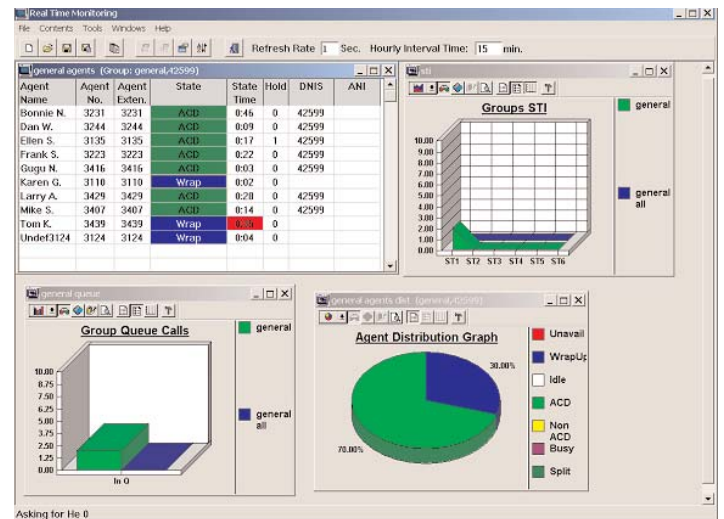 Real Time Monitoring
File Contents Tools Windows Help
Refresh Rate 1 Sec. Hourly Interval Time: 15 min.
general agents (Group: general,42599)
Agent Name Agent No. Agent Exten. State State Time Hold DNIS ANI
Bonnie N. 3231 3231 ACD 0:46 0 42599
Dan W. 3244 3244 ACD 0:09 0 42599
Ellen S. 3135 3135 ACD 0:17 1 42599
Frank S. 3223 3223 ACD 0:22 0 42599
Gugu N. 3416 3416 ACD 0:03 0 42599
Karen G. 3110 3110 Wrap 0:02 0
Larry A. 3429 3429 ACD 0:28 0 42599
Mike S. 3407 3407 ACD 0:14 0 42599
Tom K. 3439 3439 Wrap 0
Undef3124 3124 3124 Wrap 0:04 0
sti
Groups STI
general
general all
10.00
9.00
8.00
7.00
6.00
5.00
4.00
3.00
2.00
1.00
0.00
ST1 ST2 ST3 ST4 ST5 ST6
general queue
Group Queue Calls
general
general all
10.00
8.75
7.50
6.25
5.00
3.75
2.50
1.25
0.00
In Q
general agents dist. (general,42599)
Agent Distribution Graph
30.00%
70.00%
Unavail
WrapUp
Idle
ACD
Non ACD
Busy
Split
Asking for He 0